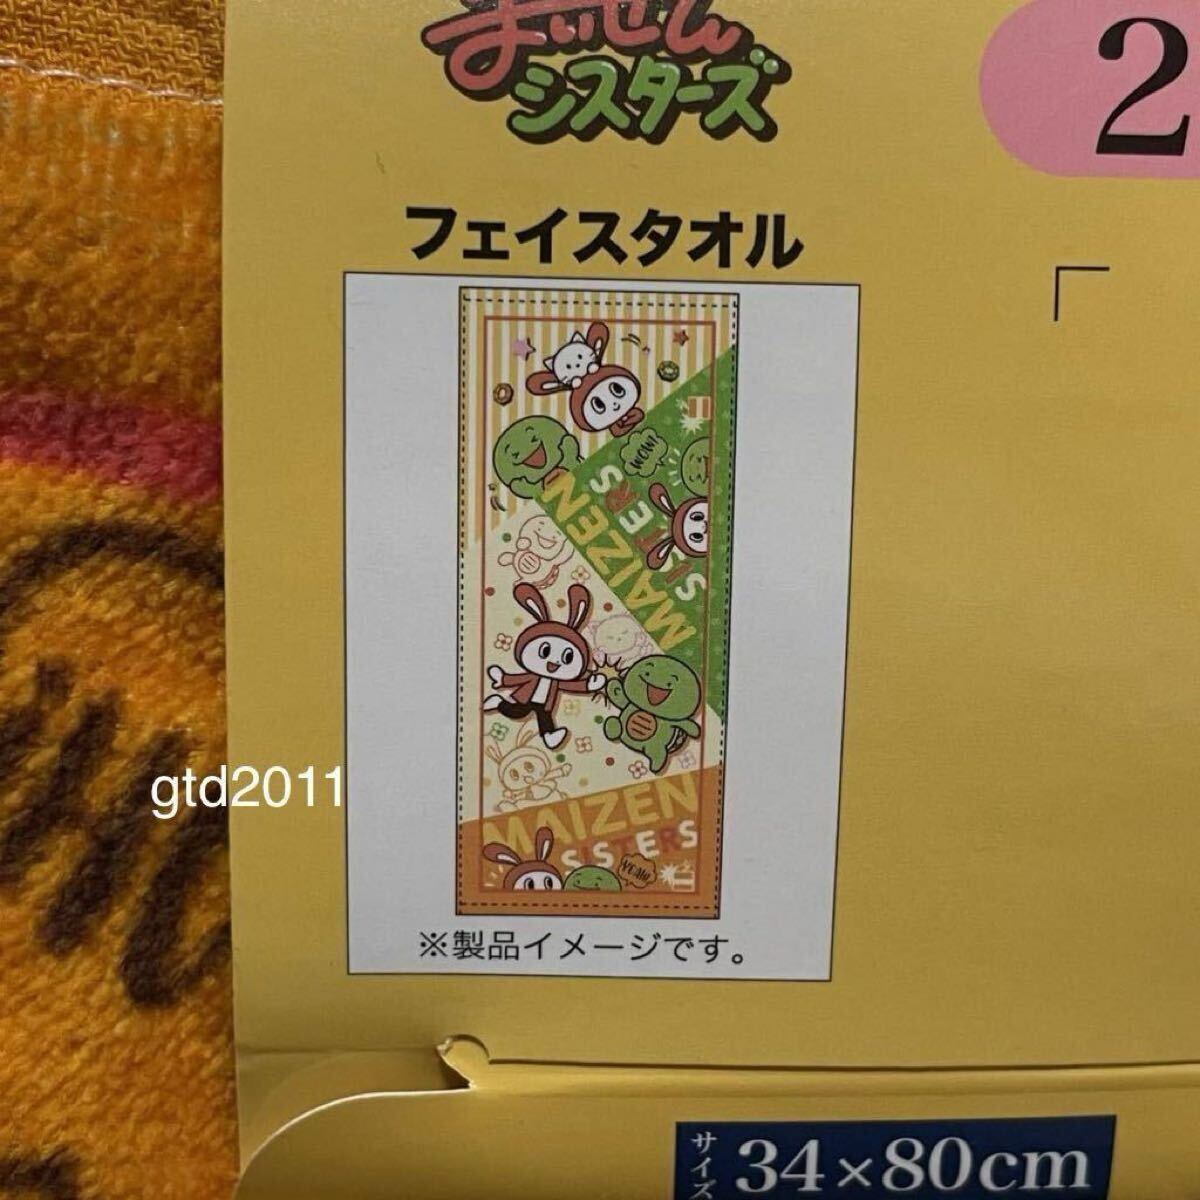 まいぜん
シスターズ
2
フェイスタオル
WOW!
MAIZEN
SISTERS
MAIZEN
SISTERS
YEAH!
※製品イメージです。
gtd2011
サイズ 34×80cm